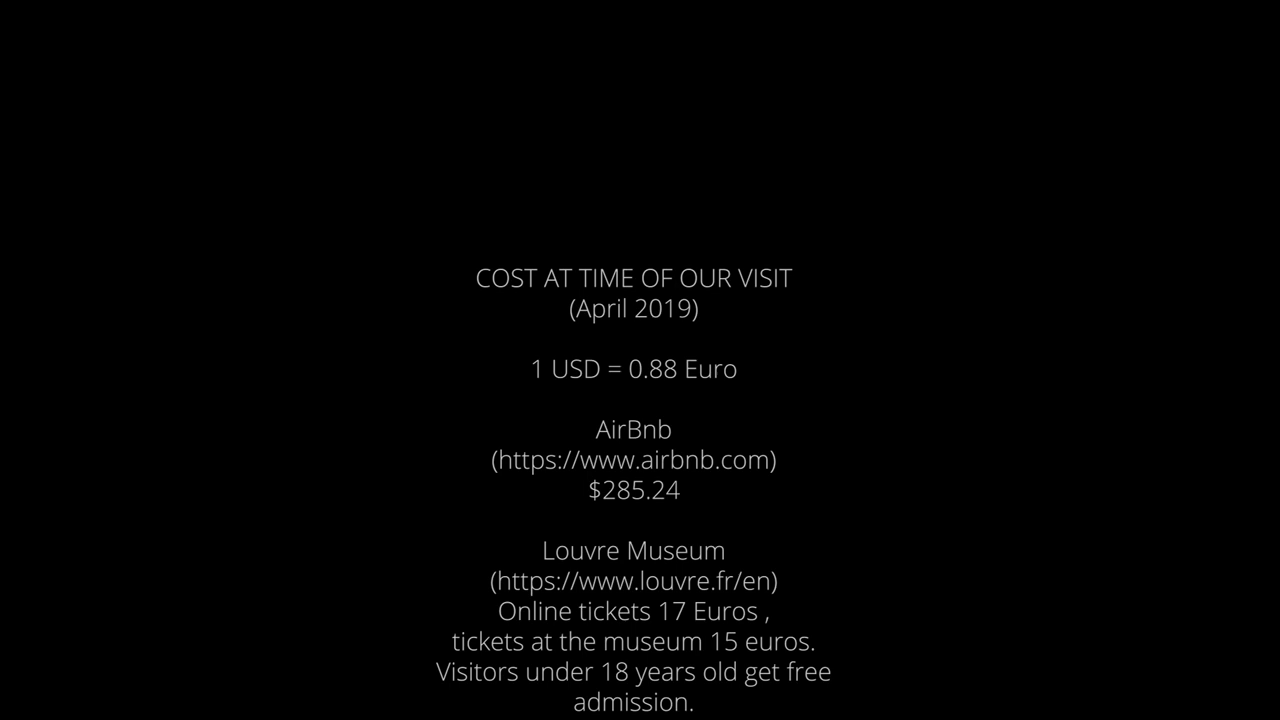 COST AT TIME OF OUR VISIT
(April 2019)
1 USD = 0.88 Euro
AirBnb
(https://www.airbnb.com)
$285.24
Louvre Museum
(https://www.louvre.fr/en)
Online tickets 17 Euros ,
tickets at the museum 15 euros.
Visitors under 18 years old get free
admission.